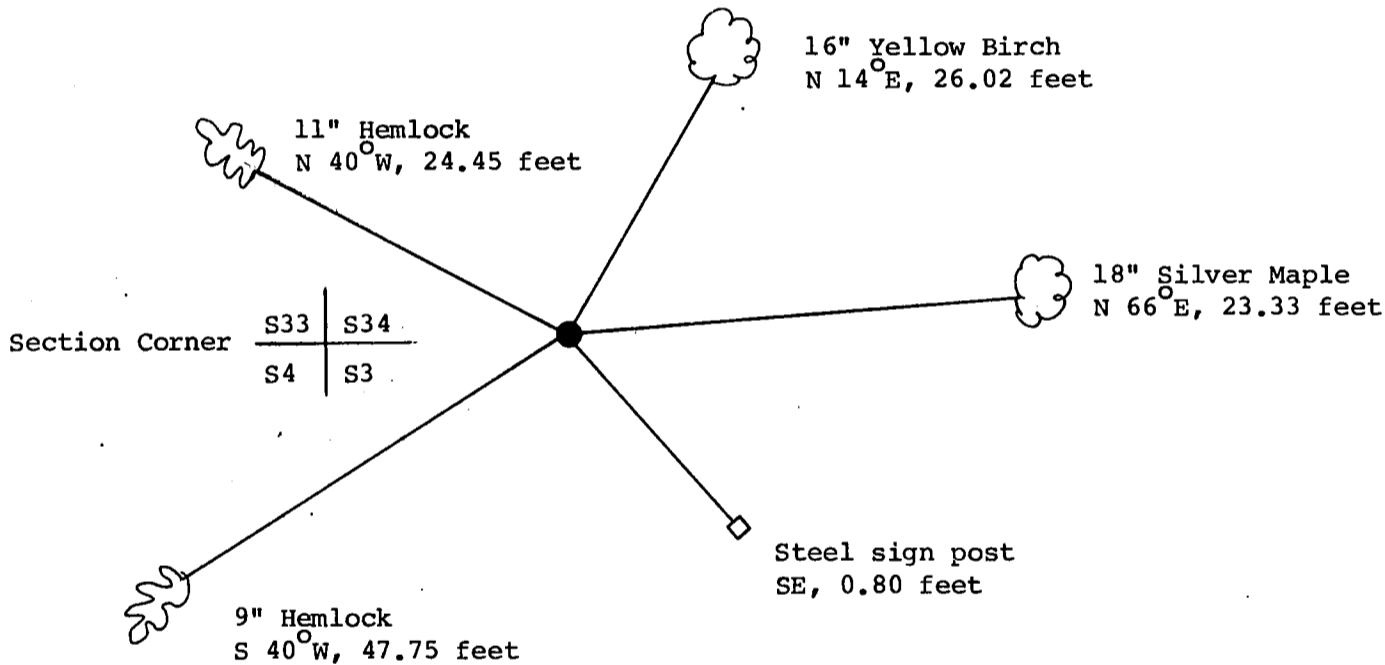 16" Yellow Birch
N 14°E, 26.02 feet
11" Hemlock
N 40°W, 24.45 feet
18" Silver Maple
N 66°E, 23.33 feet
Section Corner
S33 S34
S4 S3
Steel sign post
SE, 0.80 feet
9" Hemlock
S 40°W, 47.75 feet